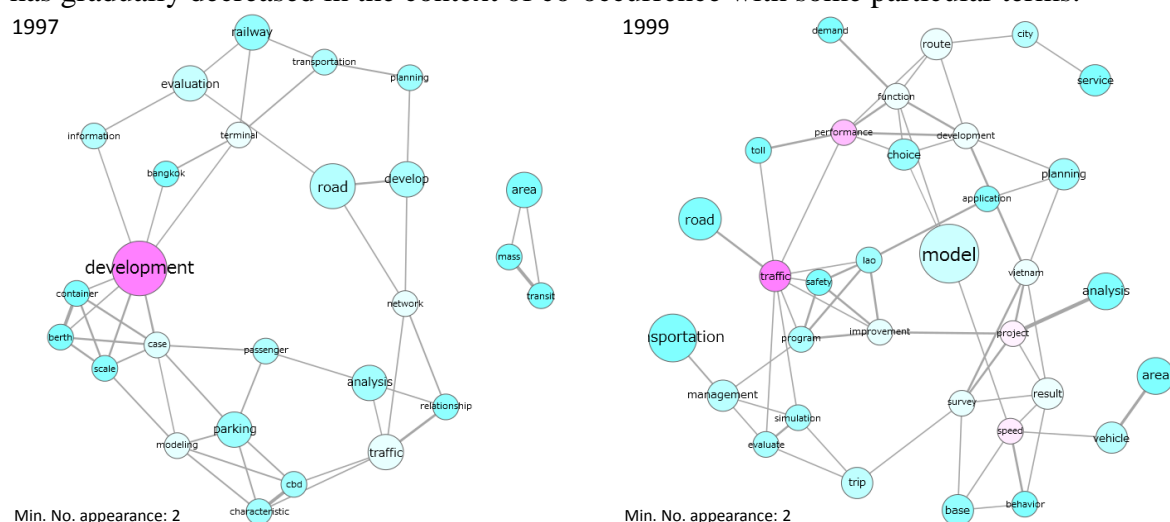 has gradually decreased in the context of co-occurrence with some particular terms.
1997
railway
transportation
planning
evaluation
information
terminal
bangkok
road
develop
area
mass
transit
development
container
berth
scale
case
network
passenger
analysis
relationship
parking
modeling
traffic
cbd
characteristic
Min. No. appearance: 2
1999
demand
route
city
service
function
performance
development
toll
choice
planning
application
road
model
lao
traffic
safety
vietnam
analysis
program
improvement
project
sportation
management
survey
result
area
simulation
speed
vehicle
evaluate
trip
base
behavior
Min. No. appearance: 2